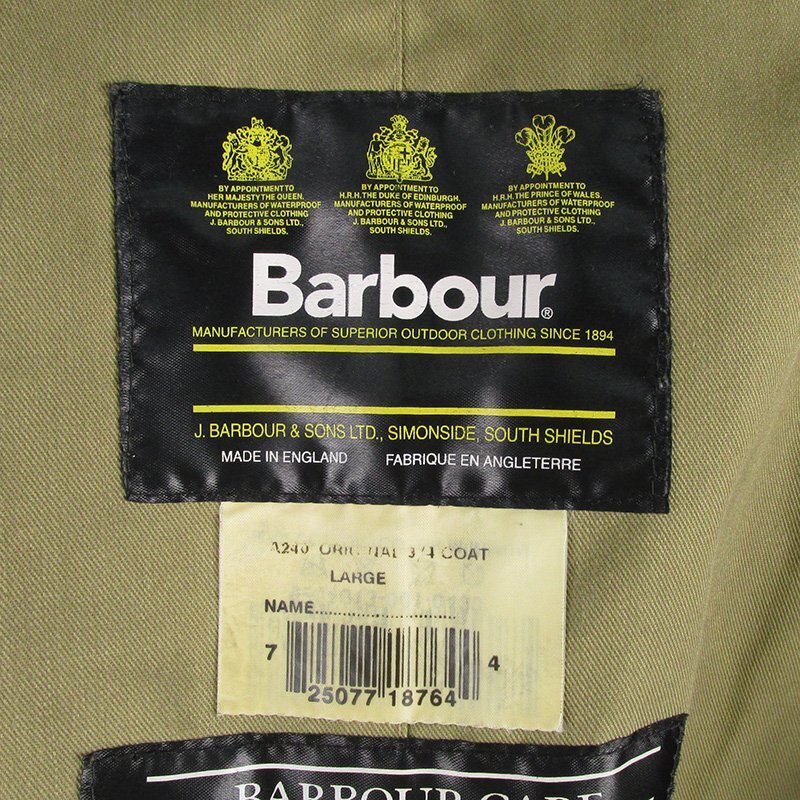 BY APPOINTMENT TO
HER MAJESTY THE QUEEN.
MANUFACTURERS OF WATERPROOF
AND PROTECTIVE CLOTHING
J. BARBOUR & SONS LTD.,
SOUTH SHIELDS.
BY APPOINTMENT TO
H.R.H. THE DUKE OF EDINBURGH.
MANUFACTURERS OF WATERPROOF
AND PROTECTIVE CLOTHING
J. BARBOUR & SONS LTD.,
SOUTH SHIELDS.
BY APPOINTMENT TO
H.R.H. THE PRINCE OF WALES.
MANUFACTURERS OF WATERPROOF
AND PROTECTIVE CLOTHING
J. BARBOUR & SONS LTD.,
SOUTH SHIELDS.
Barbour®
MANUFACTURERS OF SUPERIOR OUTDOOR CLOTHING SINCE 1894
J. BARBOUR & SONS LTD., SIMONSIDE, SOUTH SHIELDS
MADE IN ENGLAND FABRIQUE EN ANGLETERRE
A240 ORIGINAL 3/4 COAT
LARGE
NAME..............................
7 25077 18764 4
BARBOUR CARE